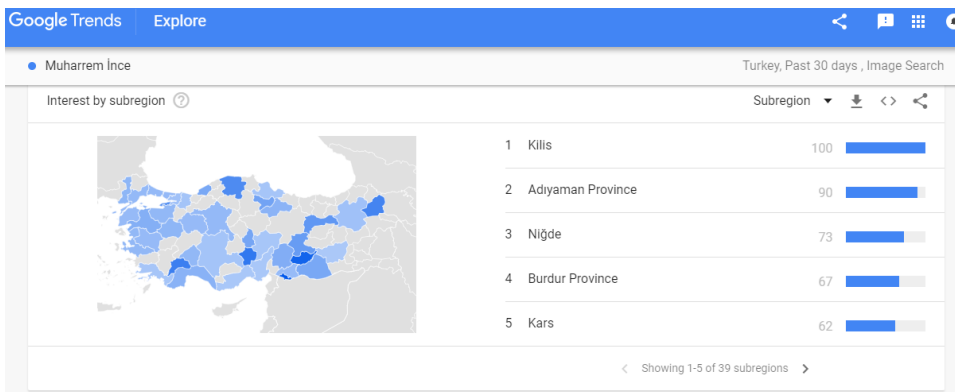 Google Trends Explore
Muharrem İnce Turkey, Past 30 days , Image Search
Interest by subregion Subregion
1 Kilis 100
2 Adıyaman Province 90
3 Niğde 73
4 Burdur Province 67
5 Kars 62
Showing 1-5 of 39 subregions